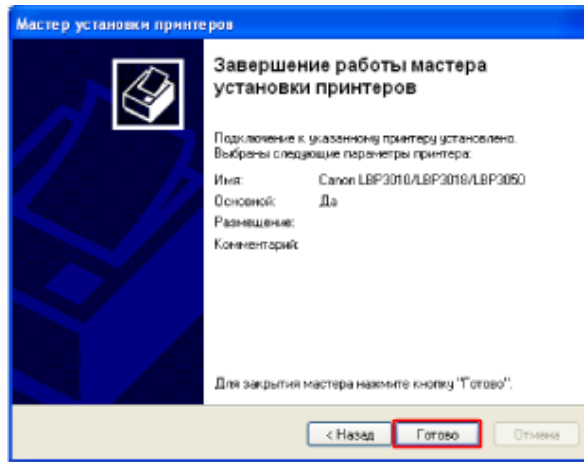 Мастер установки принтеров
Завершение работы мастера
установки принтеров
Подключение к указанному принтеру установлено.
Выбраны следующие параметры принтера:
Имя: Canon LBP3010/LBP3018/LBP3050
Основной: Да
Размещение:
Комментарий:
Для закрытия мастера нажмите кнопку "Готово".
< Назад Готово Отмена